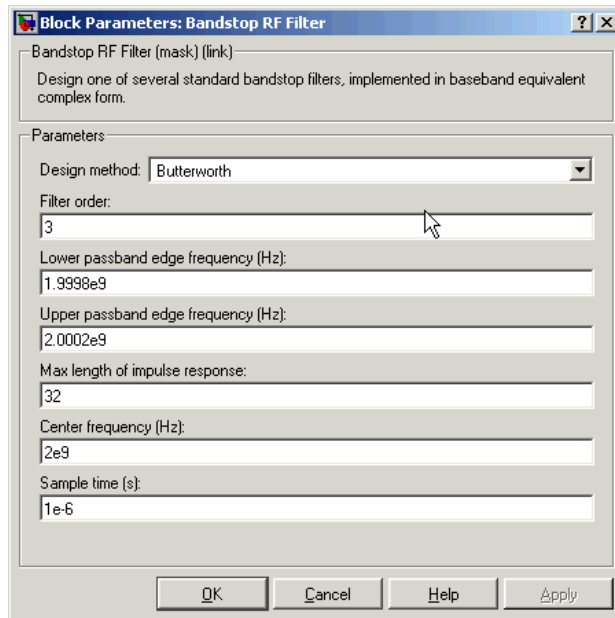 Block Parameters: Bandstop RF Filter
Bandstop RF Filter (mask) (link)
Design one of several standard bandstop filters, implemented in baseband equivalent
complex form.
Parameters
Design method: Butterworth
Filter order:
3
Lower passband edge frequency (Hz):
1.9998e9
Upper passband edge frequency (Hz):
2.0002e9
Max length of impulse response:
32
Center frequency (Hz):
2e9
Sample time (s):
1e-6
OK Cancel Help Apply